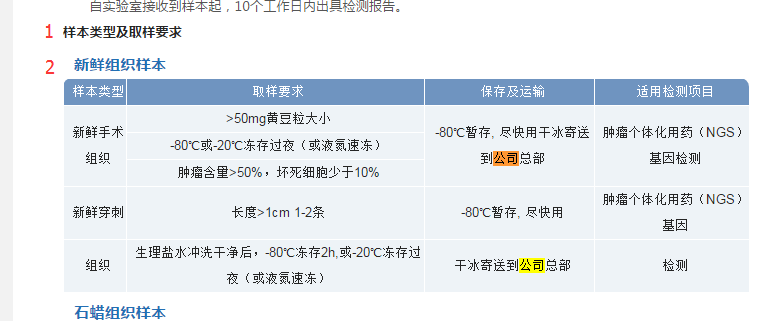 自实验室接收到样本起，10个工作日内出具检测报告。
1 样本类型及取样要求
2 新鲜组织样本
样本类型 取样要求 保存及运输 适用检测项目
新鲜手术组织 >50mg黄豆粒大小
-80℃或-20℃冻存过夜（或液氮速冻）
肿瘤含量>50%，坏死细胞少于10%
-80℃暂存, 尽快用干冰寄送
到公司总部
肿瘤个体化用药（NGS）
基因检测
新鲜穿刺 长度>1cm 1-2条 -80℃暂存, 尽快用 肿瘤个体化用药（NGS）
基因
组织 生理盐水冲洗干净后，-80℃冻存2h,或-20℃冻存过
夜（或液氮速冻）
干冰寄送到公司总部 检测
石蜡组织样本